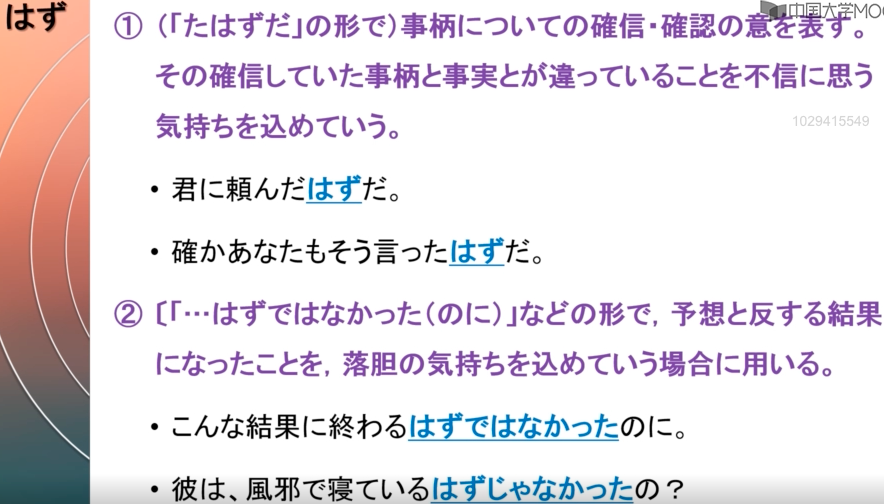 はず
中国大学MOO
① (「たはずだ」の形で)事柄についての確信・確認の意を表す。
その確信していた事柄と事実とが違っていることを不信に思う
気持ちを込めていう。
1029415549
• 君に頼んだはずだ。
• 確かあなたもそう言ったはずだ。
② 〔「…はずではなかった(のに)」などの形で, 予想と反する結果
になったことを, 落胆の気持ちを込めていう場合に用いる。
• こんな結果に終わるはずではなかったのに。
• 彼は、風邪で寝ているはずじゃなかったの？